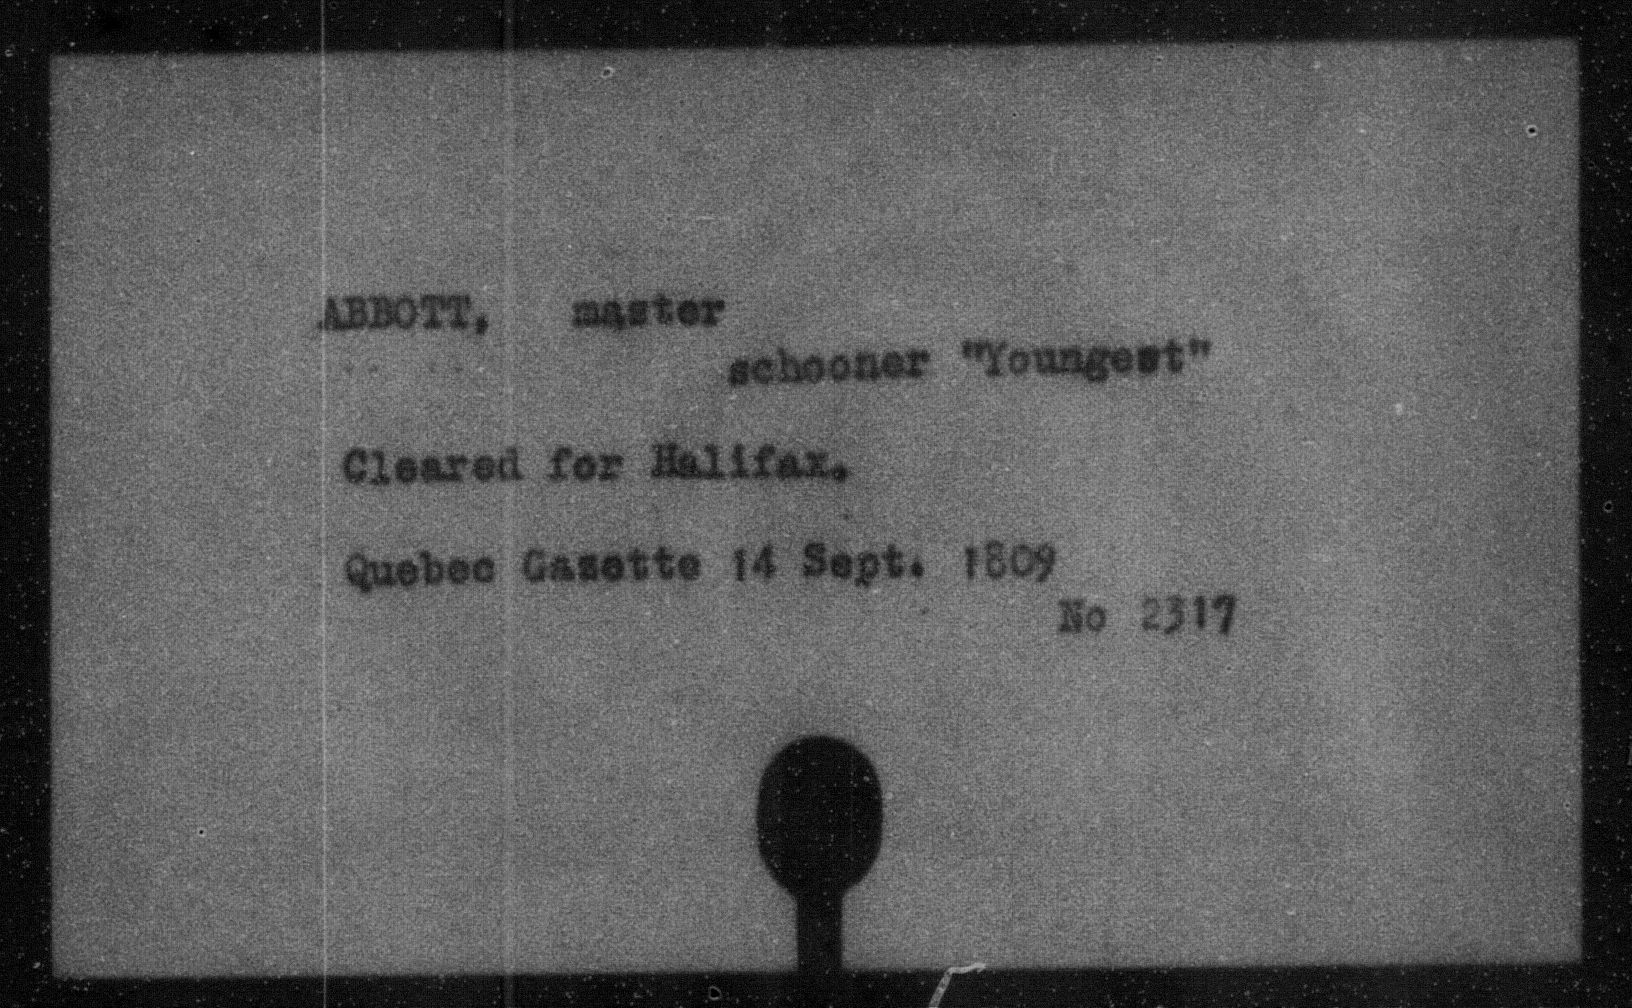 ABBOTT, master
schooner "Youngest"
Cleared for Halifax.
Quebec Gazette 14 Sept. 1809
No 2317